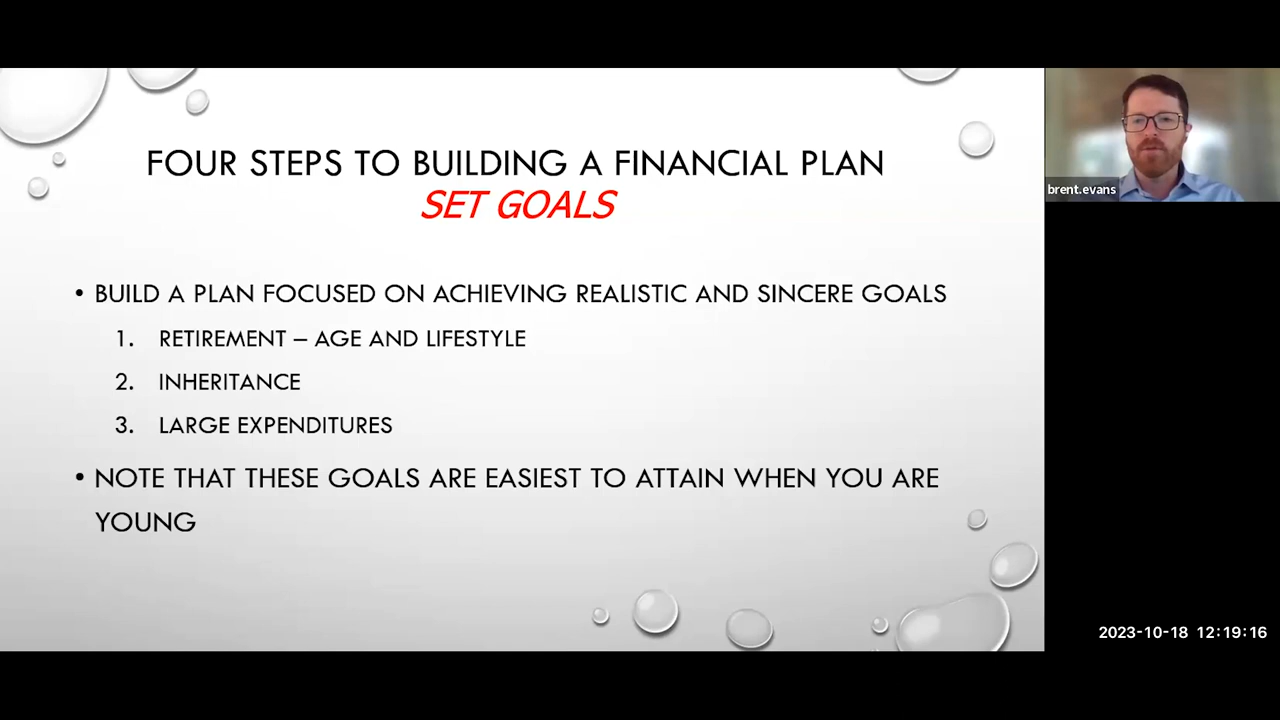 FOUR STEPS TO BUILDING A FINANCIAL PLAN
SET GOALS
• BUILD A PLAN FOCUSED ON ACHIEVING REALISTIC AND SINCERE GOALS
1. RETIREMENT – AGE AND LIFESTYLE
2. INHERITANCE
3. LARGE EXPENDITURES
• NOTE THAT THESE GOALS ARE EASIEST TO ATTAIN WHEN YOU ARE
YOUNG
brent.evans
2023-10-18 12:19:16